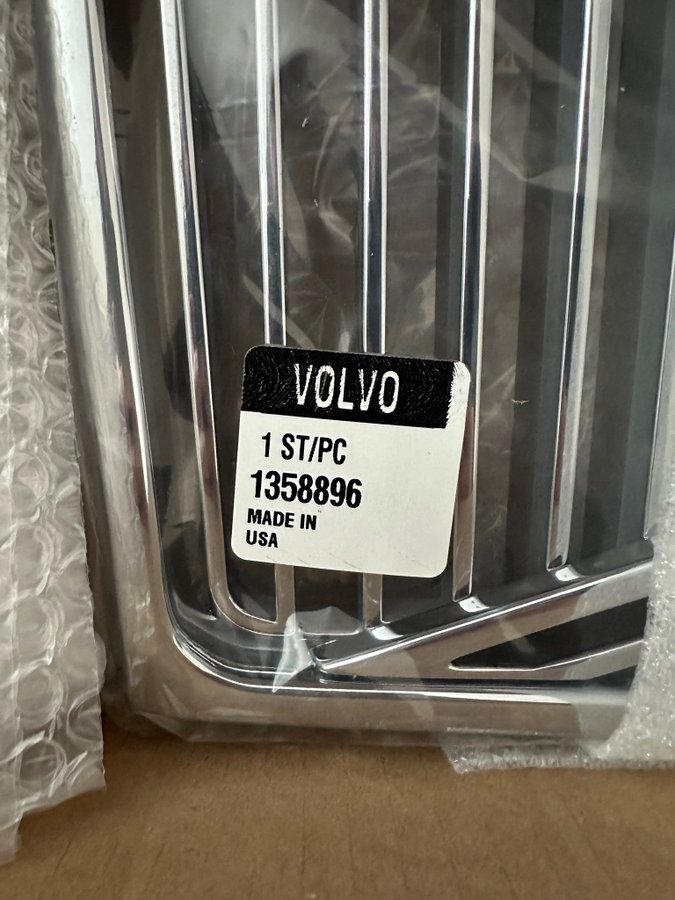 VOLVO
1 ST/PC
1358896
MADE IN
USA